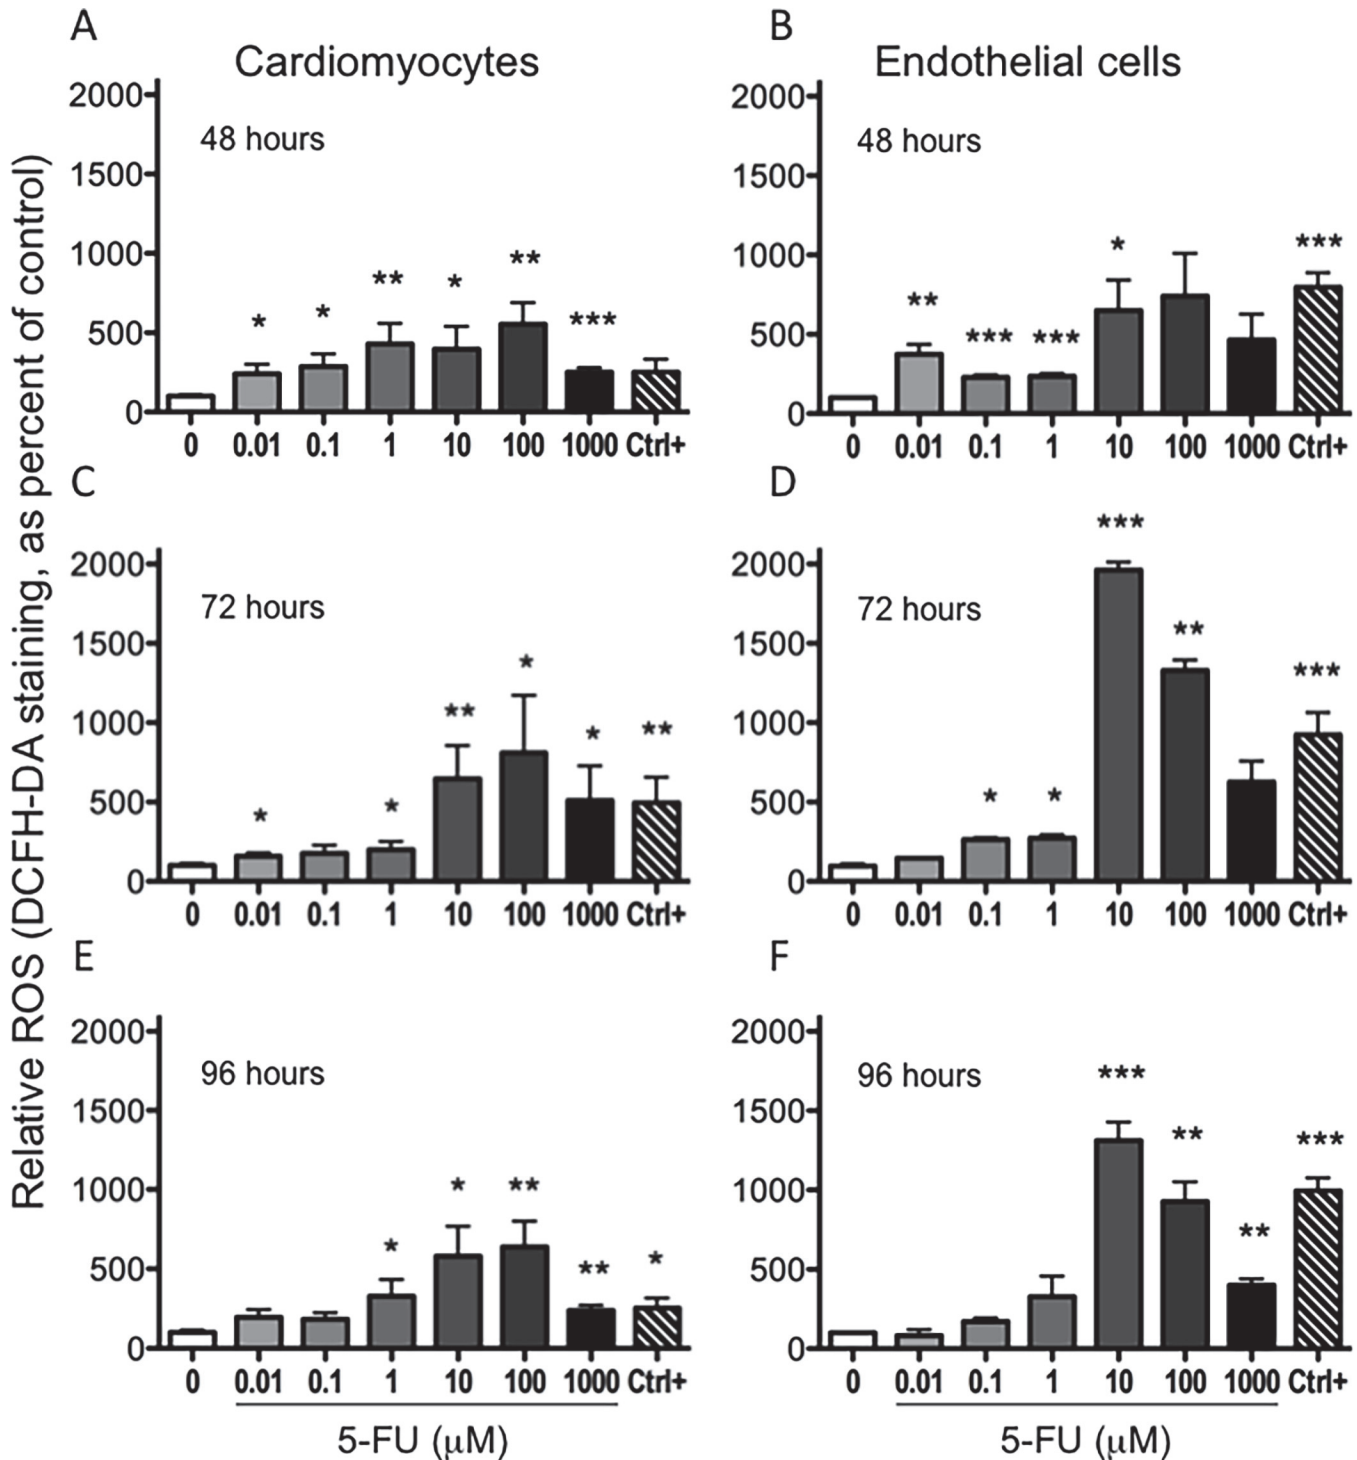 A
B
Cardiomyocytes
Endothelial cells
Relative ROS (DCFH-DA staining, as percent of control)
2000
1500
1000
500
0
48 hours
* * ** * ** ***
0 0.01 0.1 1 10 100 1000 Ctrl+
2000
1500
1000
500
0
48 hours
** *** *** * ***
0 0.01 0.1 1 10 100 1000 Ctrl+
C
D
2000
1500
1000
500
0
72 hours
* * ** * * **
0 0.01 0.1 1 10 100 1000 Ctrl+
2000
1500
1000
500
0
72 hours
* * *** ** ***
0 0.01 0.1 1 10 100 1000 Ctrl+
E
F
2000
1500
1000
500
0
96 hours
* * ** ** *
0 0.01 0.1 1 10 100 1000 Ctrl+
5-FU (μM)
2000
1500
1000
500
0
96 hours
*** ** ** ***
0 0.01 0.1 1 10 100 1000 Ctrl+
5-FU (μM)